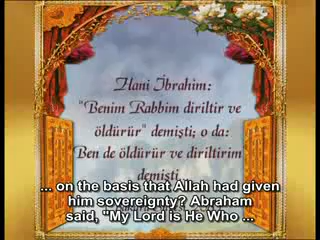 Hani İbrahim:
"Benim Rabbim diriltir ve
öldürür" demişti; o da:
Ben de öldürür ve diriltirim
demişti
... on the basis that Allah had given
him sovereignty? Abraham
said, "My Lord is He Who ...